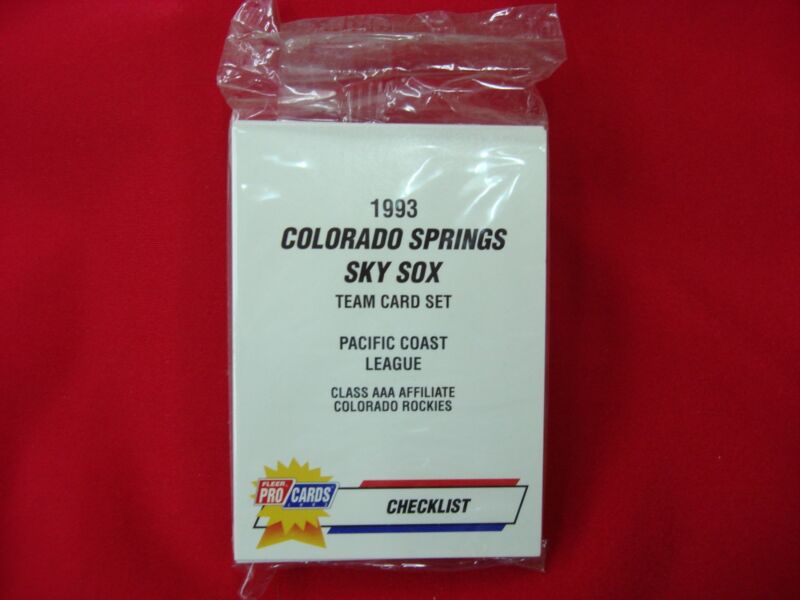 1993
COLORADO SPRINGS
SKY SOX
TEAM CARD SET
PACIFIC COAST
LEAGUE
CLASS AAA AFFILIATE
COLORADO ROCKIES
FLEER
PRO CARDS
CHECKLIST